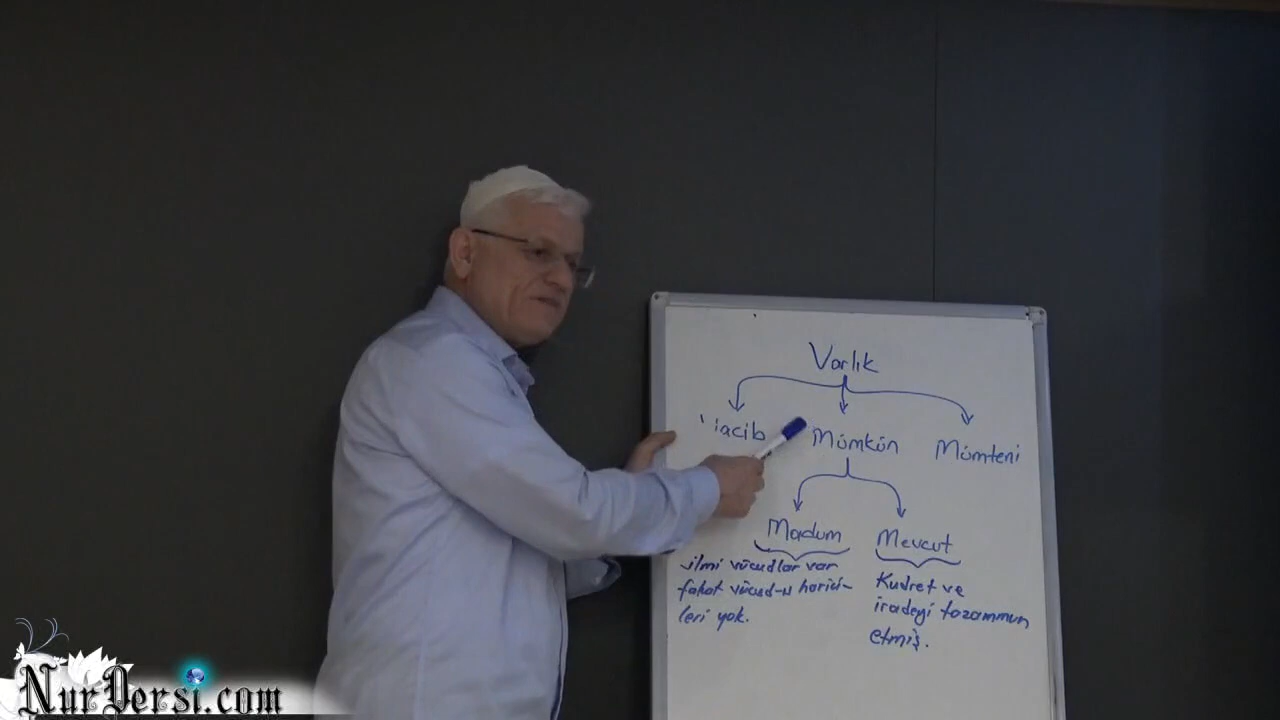 Varlık
iacib Mümkün Mümteni
Madum Mevcut
ilmi vücudlar var
fakat vücud-u harici-
leri yok.
Kudret ve
iradeyi tazammun
etmiş.
NurDersi.com